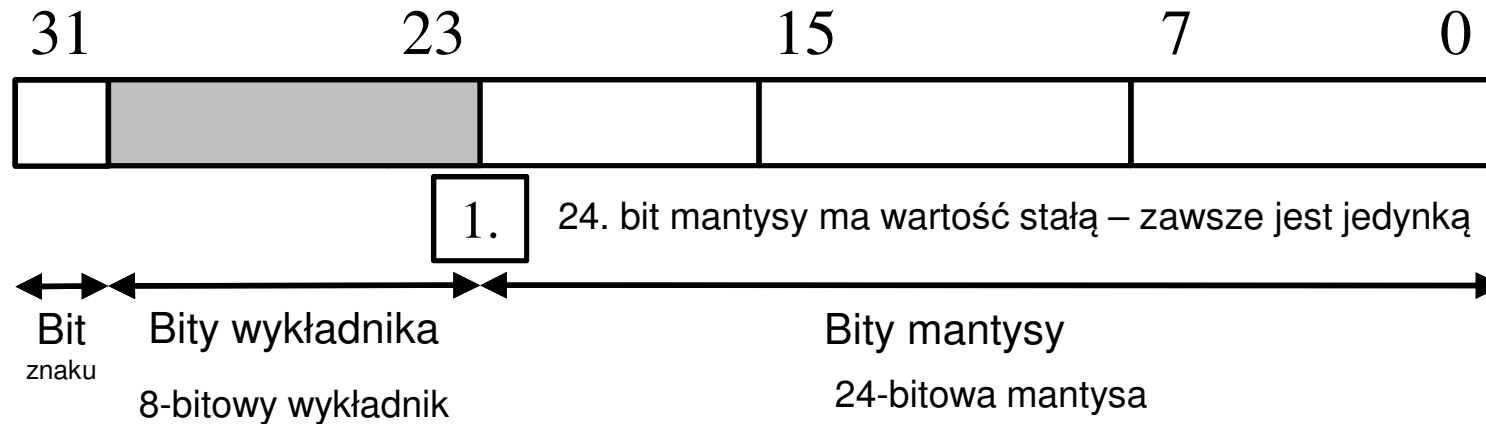 31 23 15 7 0
1. 24. bit mantysy ma wartość stałą – zawsze jest jedynką
Bit Bity wykładnika Bity mantysy
znaku
8-bitowy wykładnik 24-bitowa mantysa